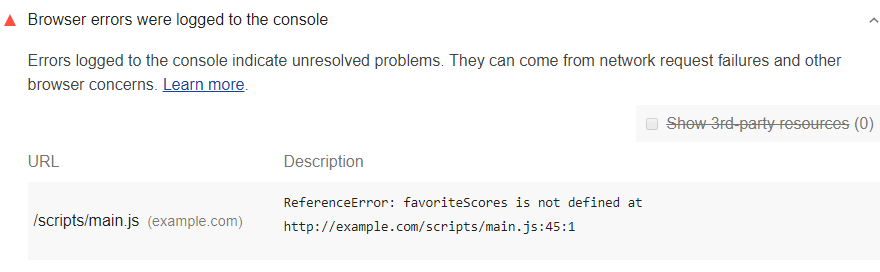 Browser errors were logged to the console
Errors logged to the console indicate unresolved problems. They can come from network request failures and other
browser concerns. Learn more.
Show 3rd-party resources (0)
URL Description
/scripts/main.js (example.com)
ReferenceError: favoriteScores is not defined at
http://example.com/scripts/main.js:45:1